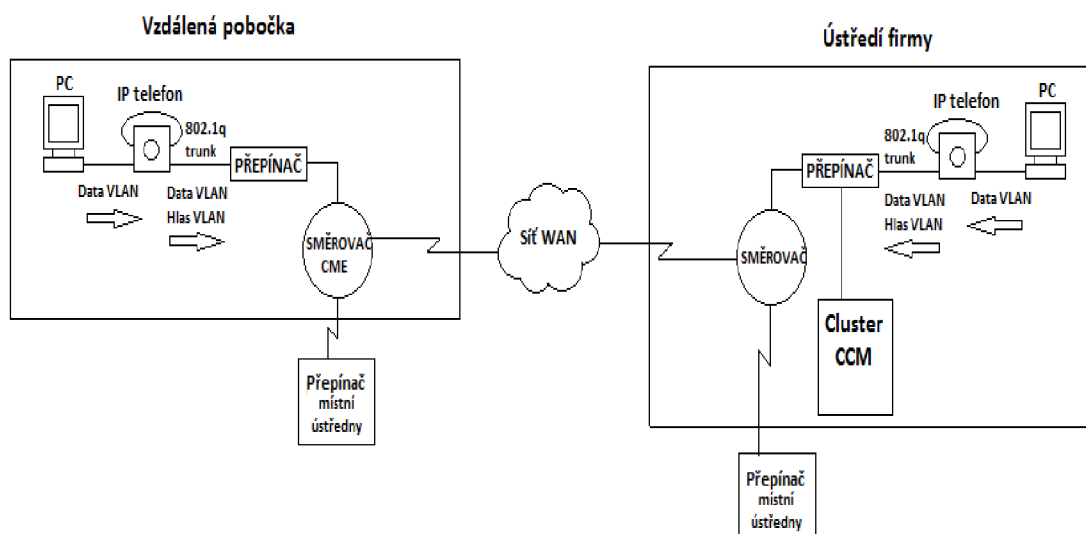 Vzdálená pobočka
PC
IP telefon
802.1q
trunk
PŘEPÍNAČ
Data VLAN
Data VLAN
Hlas VLAN
SMĚROVAČ
CME
Přepínač
místní
ústředny
Síť WAN
Ústředí firmy
PC
IP telefon
802.1q
trunk
PŘEPÍNAČ
Data VLAN
Hlas VLAN
Data VLAN
SMĚROVAČ
Cluster
CCM
Přepínač
místní
ústředny